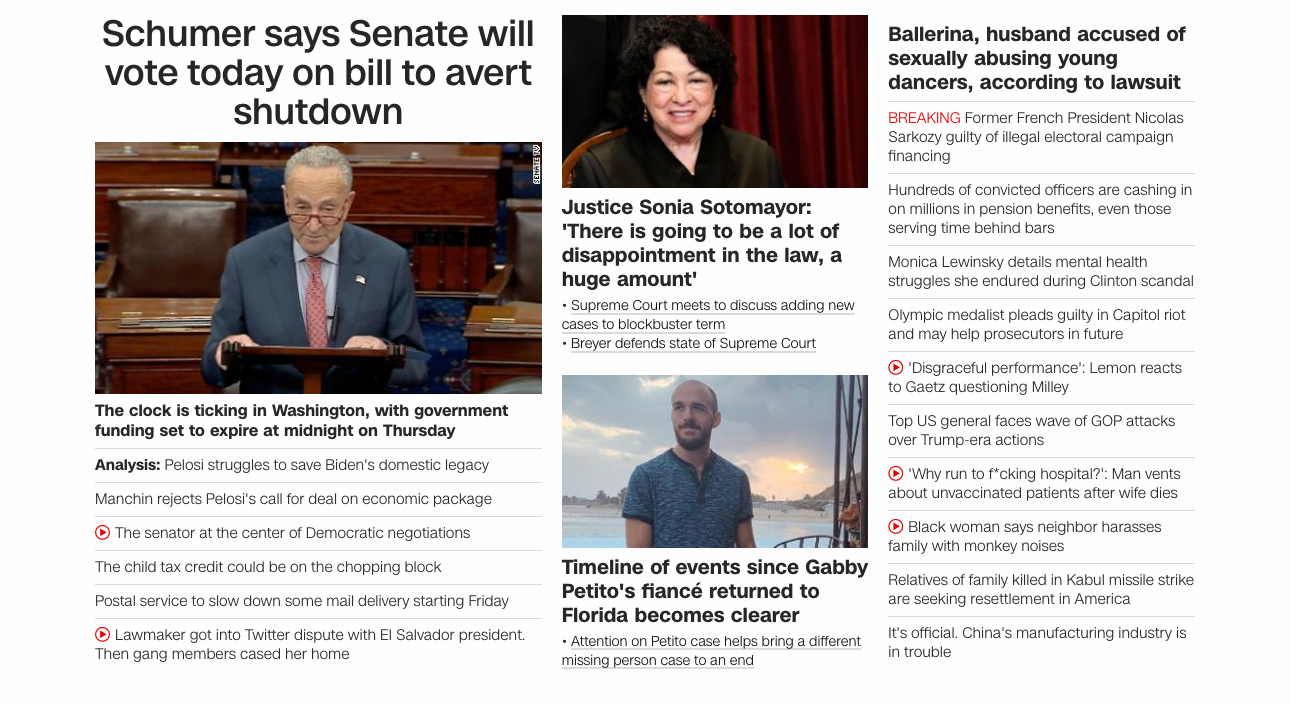 Schumer says Senate will
vote today on bill to avert
shutdown
SENATE TV
The clock is ticking in Washington, with government
funding set to expire at midnight on Thursday
Analysis: Pelosi struggles to save Biden's domestic legacy
Manchin rejects Pelosi's call for deal on economic package
The senator at the center of Democratic negotiations
The child tax credit could be on the chopping block
Postal service to slow down some mail delivery starting Friday
Lawmaker got into Twitter dispute with El Salvador president.
Then gang members cased her home
Justice Sonia Sotomayor:
'There is going to be a lot of
disappointment in the law, a
huge amount'
• Supreme Court meets to discuss adding new
cases to blockbuster term
• Breyer defends state of Supreme Court
Timeline of events since Gabby
Petito's fiancé returned to
Florida becomes clearer
• Attention on Petito case helps bring a different
missing person case to an end
Ballerina, husband accused of
sexually abusing young
dancers, according to lawsuit
BREAKING Former French President Nicolas
Sarkozy guilty of illegal electoral campaign
financing
Hundreds of convicted officers are cashing in
on millions in pension benefits, even those
serving time behind bars
Monica Lewinsky details mental health
struggles she endured during Clinton scandal
Olympic medalist pleads guilty in Capitol riot
and may help prosecutors in future
'Disgraceful performance': Lemon reacts
to Gaetz questioning Milley
Top US general faces wave of GOP attacks
over Trump-era actions
'Why run to f*cking hospital?': Man vents
about unvaccinated patients after wife dies
Black woman says neighbor harasses
family with monkey noises
Relatives of family killed in Kabul missile strike
are seeking resettlement in America
It's official. China's manufacturing industry is
in trouble